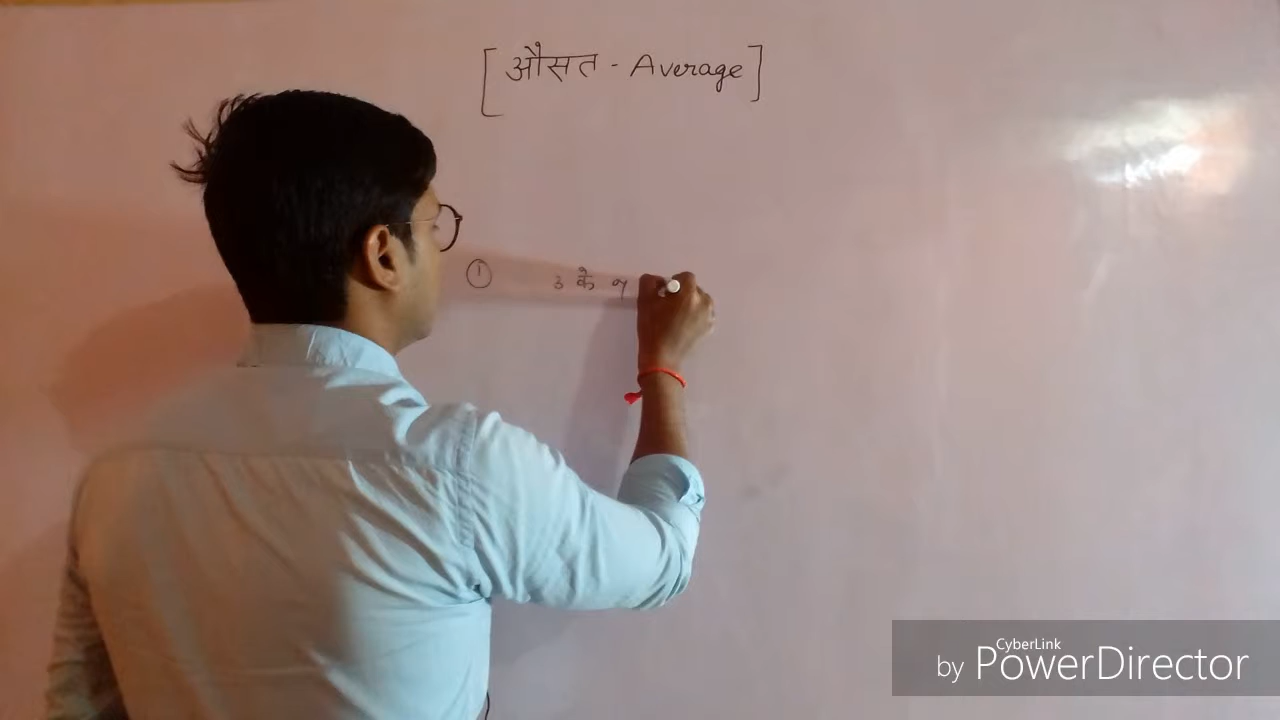 [औसत - Average]
① 3 के
CyberLink
by PowerDirector